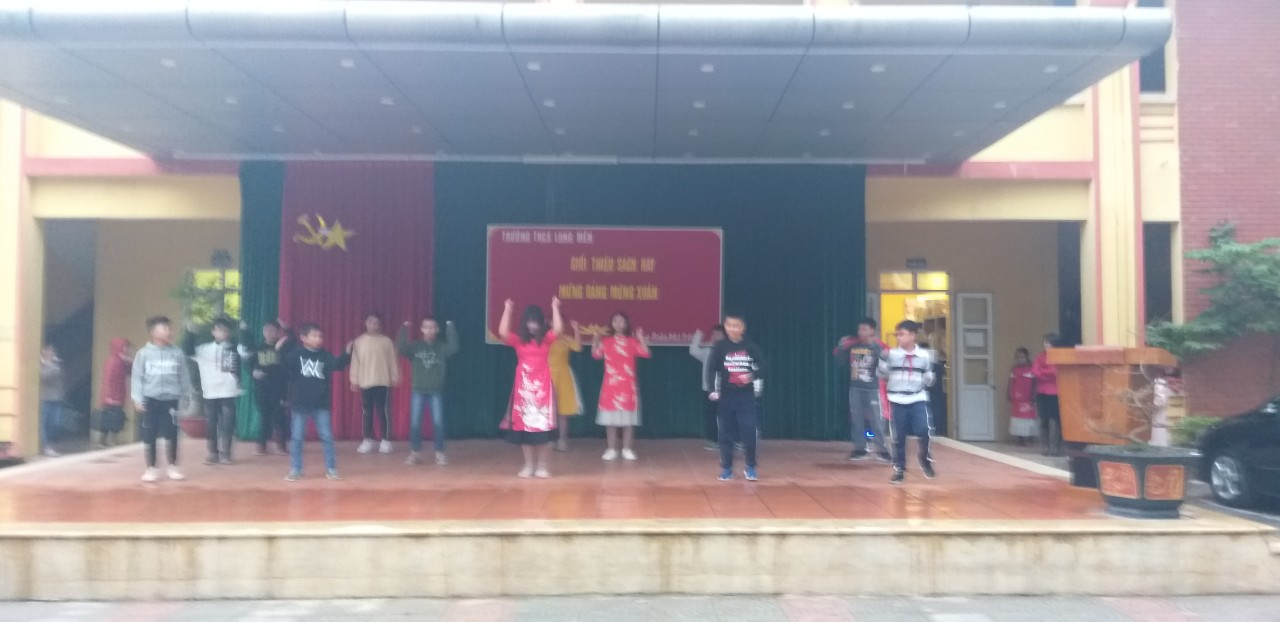 TRƯỜNG THCS LONG BIÊN
GIỚI THIỆU SÁCH HAY
MỪNG ĐẢNG MỪNG XUÂN